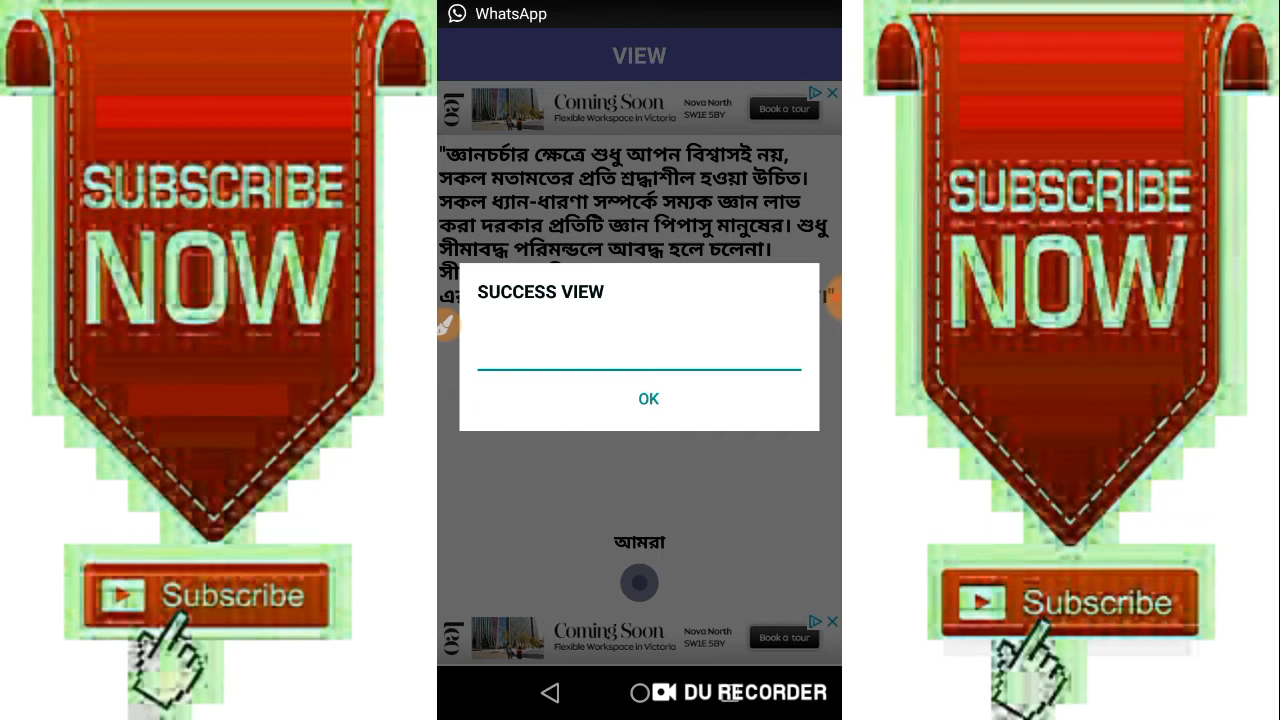 SUBSCRIBE
NOW
Subscribe
WhatsApp
VIEW
Coming Soon
Flexible Workspace in Victoria
Nova North
SW1E 5BY
Book a tour
"জ্ঞানচর্চার ক্ষেত্রে শুধু আপন বিশ্বাসই নয়,
সকল মতামতের প্রতি শ্রদ্ধাশীল হওয়া উচিত।
সকল ধ্যান-ধারণা সম্পর্কে সম্যক জ্ঞান লাভ
করা দরকার প্রতিটি জ্ঞান পিপাসু মানুষের। শুধু
সীমাবদ্ধ পরিমন্ডলে আবদ্ধ হলে চলেনা।
SUCCESS VIEW
OK
আমরা
Coming Soon
Flexible Workspace in Victoria
Nova North
SW1E 5BY
Book a tour
DU RECORDER
SUBSCRIBE
NOW
Subscribe